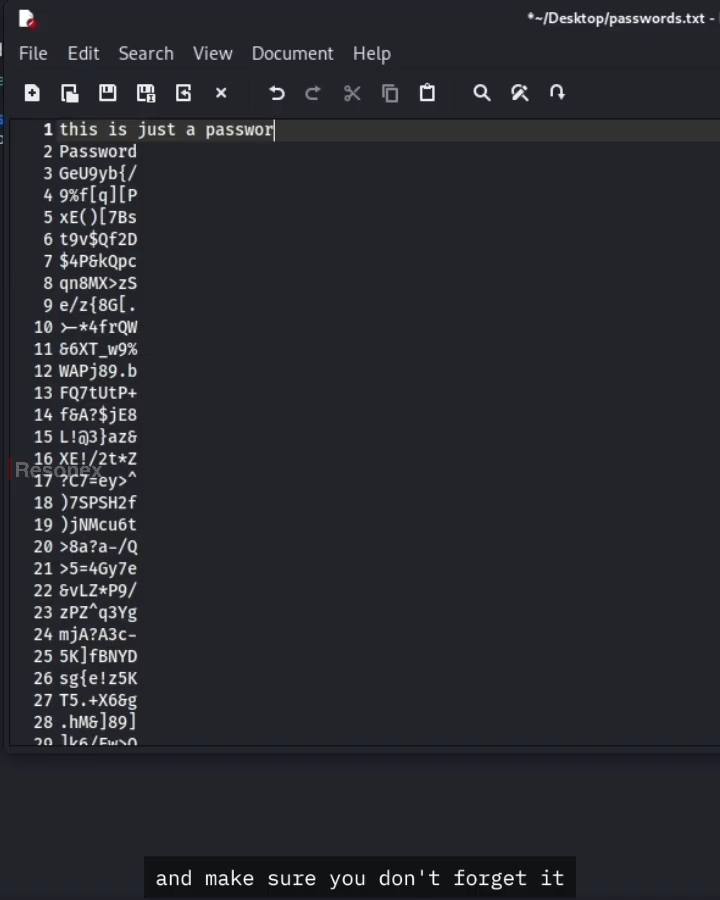 *~/Desktop/passwords.txt -
File Edit Search View Document Help
1 this is just a passwor
2 Password
3 GeU9yb{/
4 9%f[q][P
5 xE()[7Bs
6 t9v$Qf2D
7 $4P&kQpc
8 qn8MX>zS
9 e/z{8G[.
10 >-*4frQW
11 &6XT_w9%
12 WAPj89.b
13 FQ7tUtP+
14 f&A?$jE8
15 L!@3}az&
16 XE!/2t*Z
Resonex
17 ?C7=ey>^
18 )7SPSH2f
19 )jNMcu6t
20 >8a?a-/Q
21 >5=4Gy7e
22 &vLZ*P9/
23 zPZ^q3Yg
24 mjA?A3c-
25 5K]fBNYD
26 sg{e!z5K
27 T5.+X6&g
28 .hM&]89]
29
and make sure you don't forget it